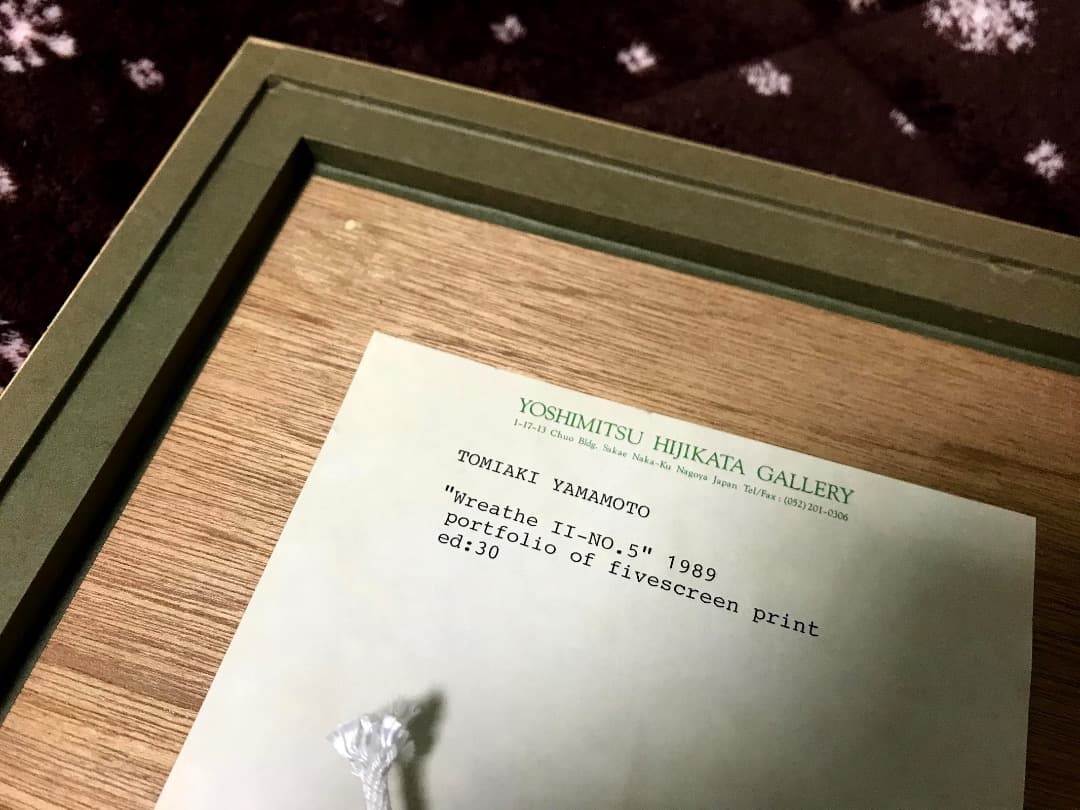 YOSHIMITSU HIJIKATA GALLERY
1-17-13 Chuo Bldg. Sakae Naka-Ku Nagoya Japan Tel/Fax : (052) 201-0306
TOMIAKI YAMAMOTO
"Wreathe II-NO.5" 1989
portfolio of fivescreen print
ed:30